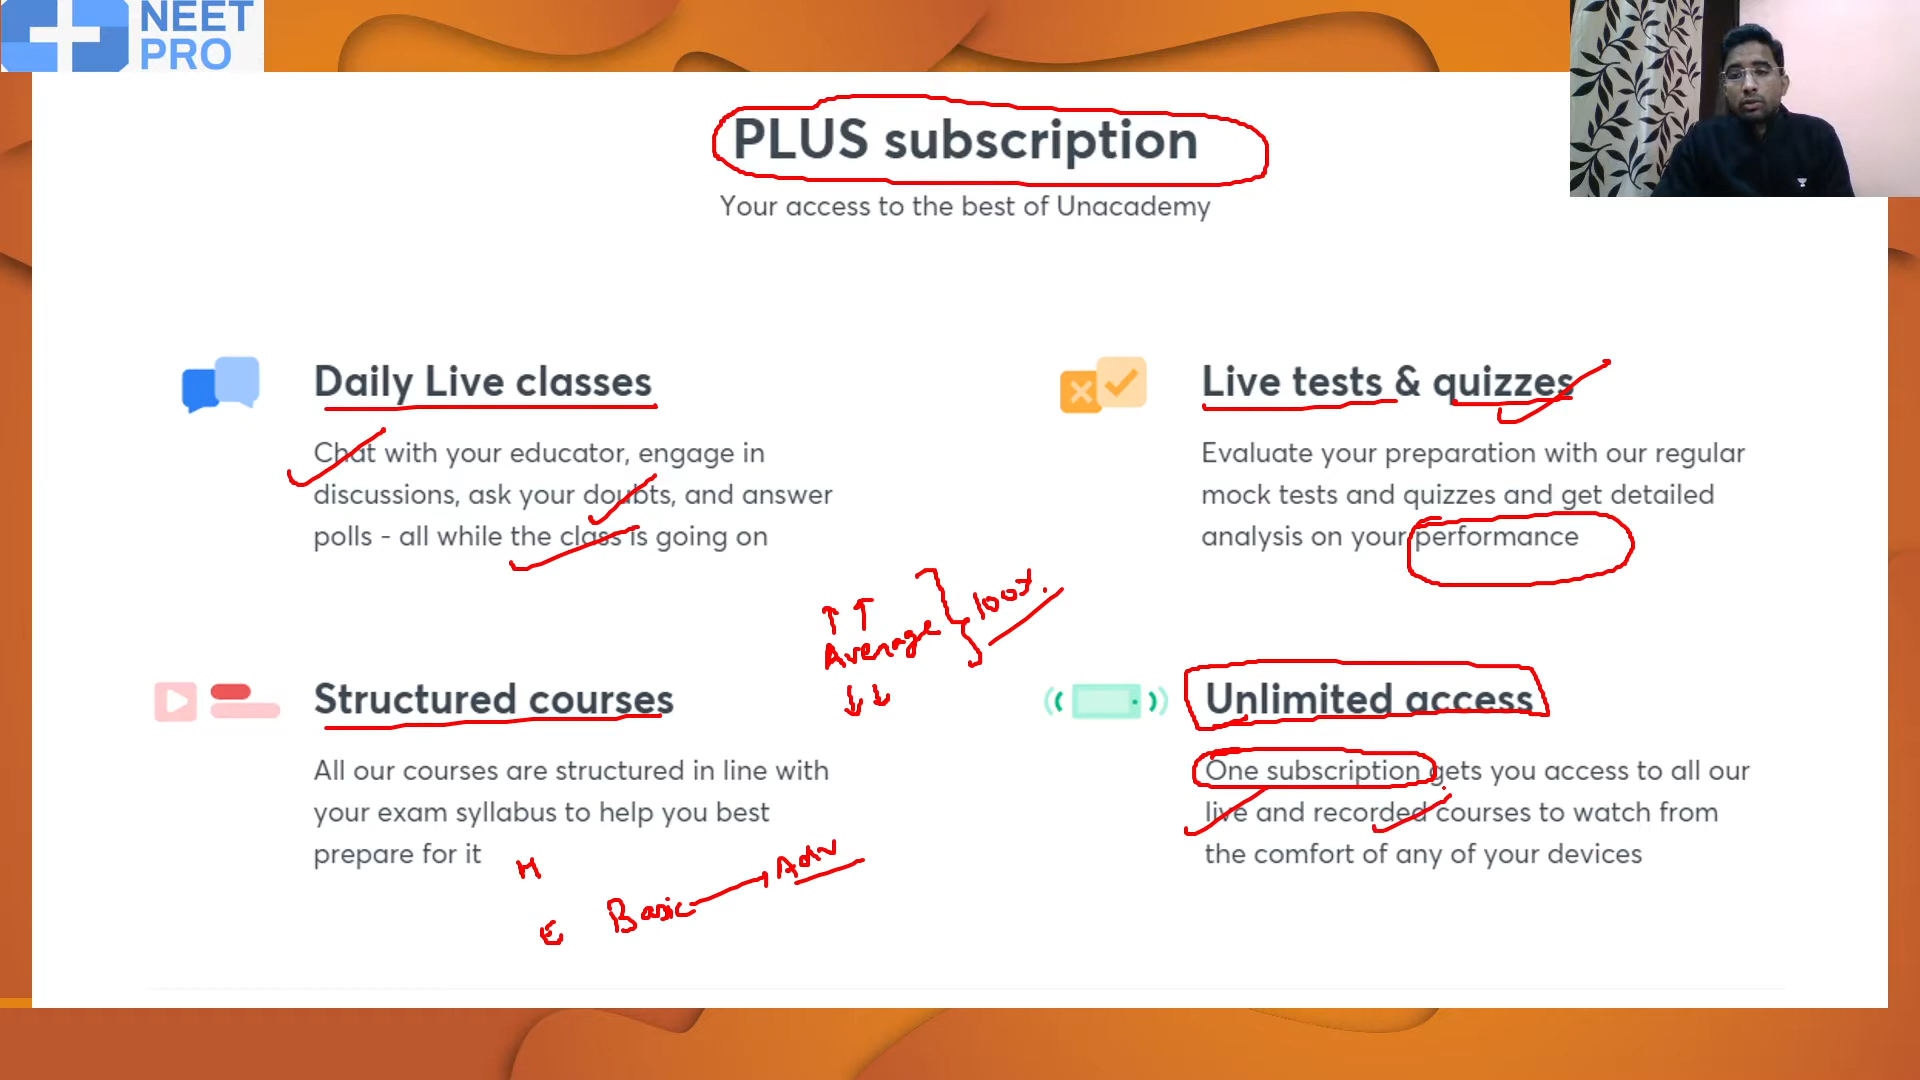 NEET
PRO
PLUS subscription
Your access to the best of Unacademy
Daily Live classes
Chat with your educator, engage in
discussions, ask your doubts, and answer
polls - all while the class is going on
Live tests & quizzes
Evaluate your preparation with our regular
mock tests and quizzes and get detailed
analysis on your performance
Average
100%
Structured courses
All our courses are structured in line with
your exam syllabus to help you best
prepare for it
M
E
Basic → Adv
Unlimited access
One subscription gets you access to all our
live and recorded courses to watch from
the comfort of any of your devices